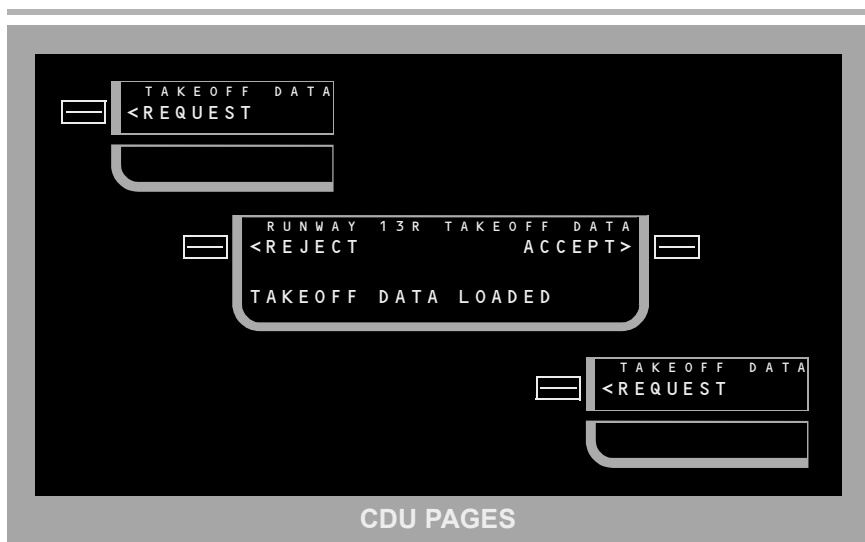 TAKEOFF DATA
<REQUEST
RUNWAY 13R TAKEOFF DATA
<REJECT ACCEPT>
TAKEOFF DATA LOADED
TAKEOFF DATA
<REQUEST
CDU PAGES